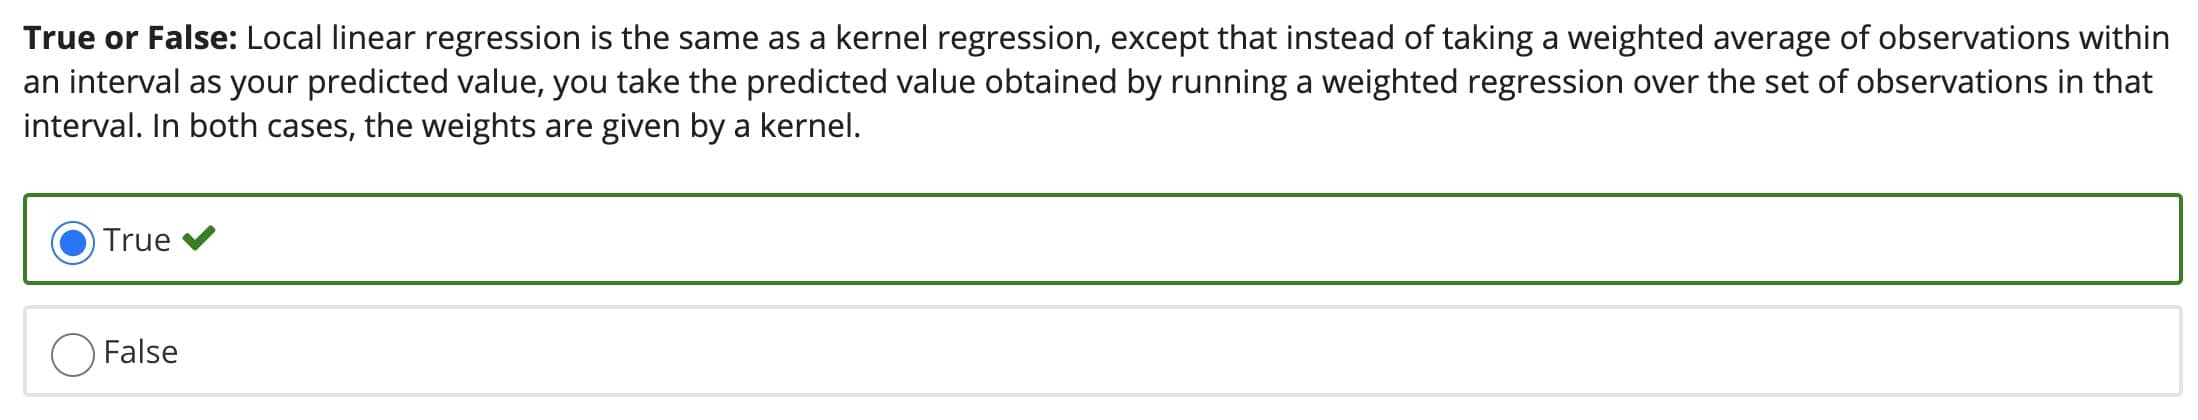 True or False: Local linear regression is the same as a kernel regression, except that instead of taking a weighted average of observations within
an interval as your predicted value, you take the predicted value obtained by running a weighted regression over the set of observations in that
interval. In both cases, the weights are given by a kernel.
True
False